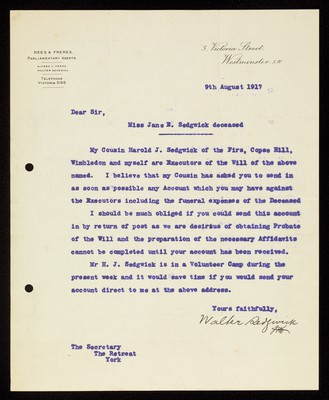 REES & FRERES.
PARLIAMENTARY AGENTS
WALTER SEDGWICK
TELEPHONE
VICTORIA 5165
5, Victoria Street,
Westminster. S.W.
9th August 1917
Dear Sir,
Miss Jane E. Sedgwick deceased
My Cousin Harold J. Sedgwick of the Firs, Copse Hill,
Wimbledon and myself are Executors of the Will of the above
named. I believe that my Cousin has asked you to send in
as soon as possible any Account which you may have against
the Executors including the funeral expenses of the Deceased
I should be much obliged if you could send this account
in by return of post as we are desirous of obtaining Probate
of the Will and the preparation of the necessary Affidavits
cannot be completed until your account has been received.
Mr H. J. Sedgwick is in a Volunteer Camp during the
present week and it would save time if you would send your
account direct to me at the above address.
Yours faithfully,
Walter Sedgwick
The Secretary
The Retreat
York